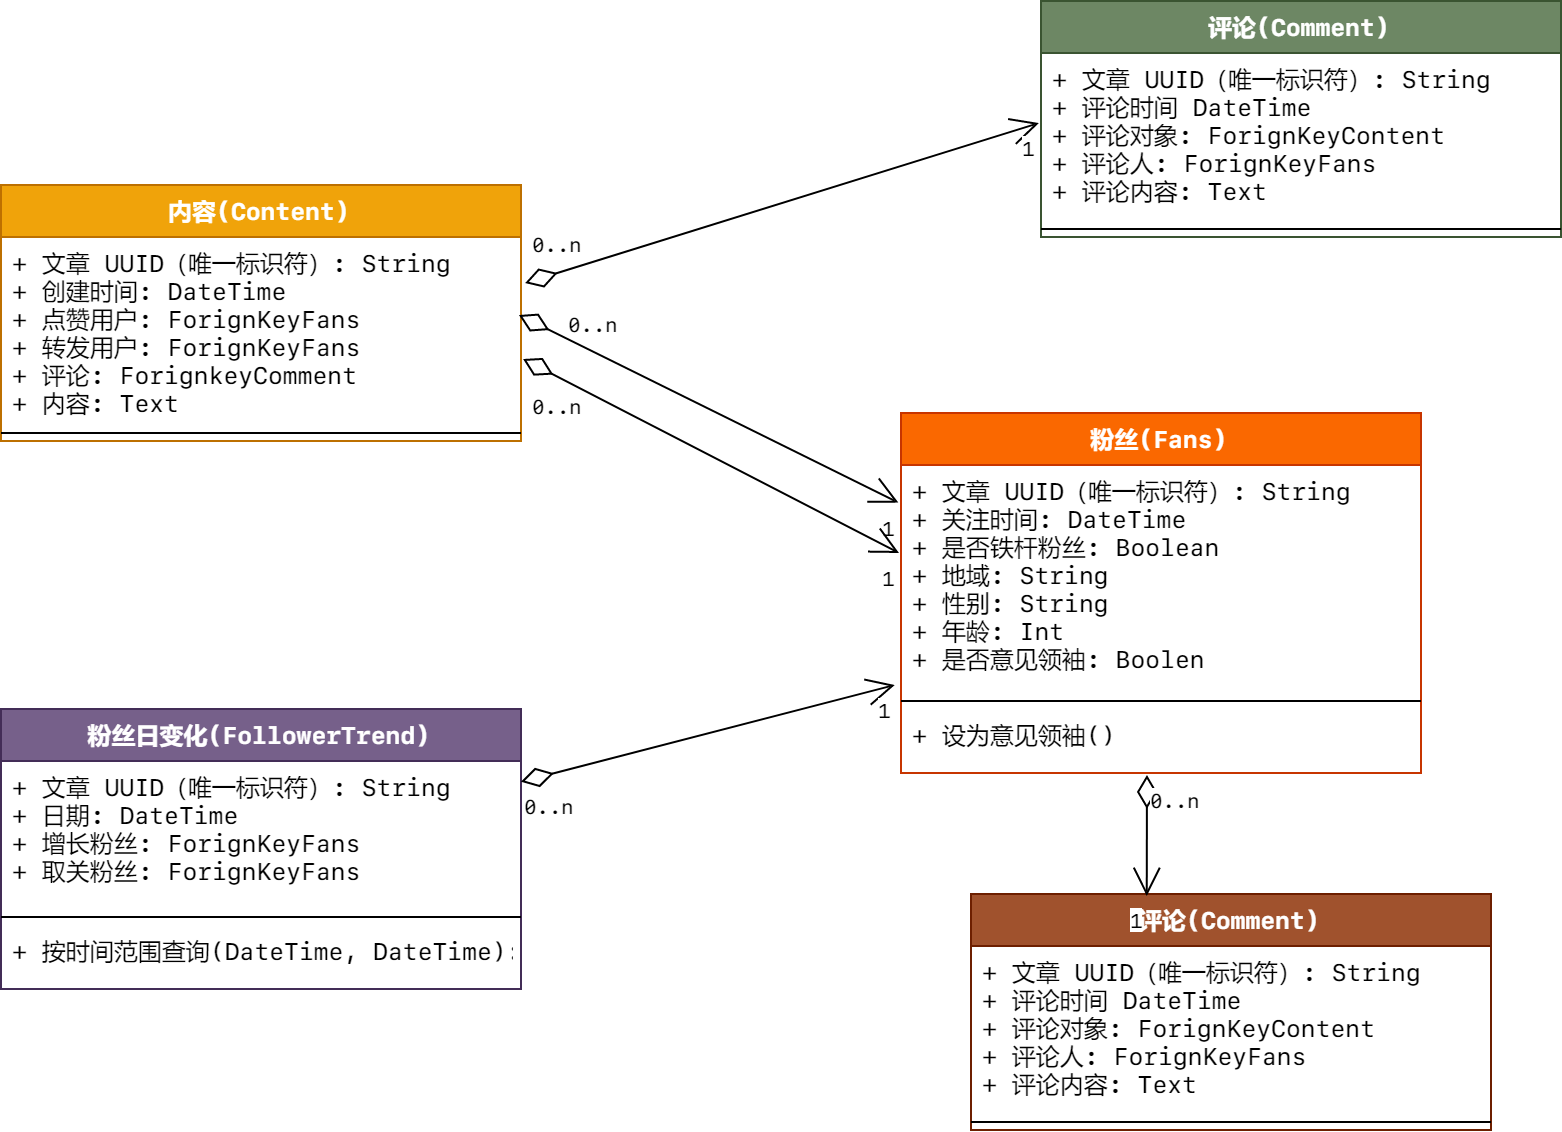 评论(Comment)
+ 文章 UUID（唯一标识符）: String
+ 评论时间 DateTime
+ 评论对象: ForignKeyContent
+ 评论人: ForignKeyFans
+ 评论内容: Text
1
内容(Content)
+ 文章 UUID（唯一标识符）: String
+ 创建时间: DateTime
+ 点赞用户: ForignKeyFans
+ 转发用户: ForignKeyFans
+ 评论: ForignkeyComment
+ 内容: Text
0..n
0..n
0..n
粉丝(Fans)
+ 文章 UUID（唯一标识符）: String
+ 关注时间: DateTime
+ 是否铁杆粉丝: Boolean
+ 地域: String
+ 性别: String
+ 年龄: Int
+ 是否意见领袖: Boolen
+ 设为意见领袖()
1
1
1
粉丝日变化(FollowerTrend)
+ 文章 UUID（唯一标识符）: String
+ 日期: DateTime
+ 增长粉丝: ForignKeyFans
+ 取关粉丝: ForignKeyFans
+ 按时间范围查询(DateTime, DateTime):
0..n
0..n
1
评论(Comment)
+ 文章 UUID（唯一标识符）: String
+ 评论时间 DateTime
+ 评论对象: ForignKeyContent
+ 评论人: ForignKeyFans
+ 评论内容: Text